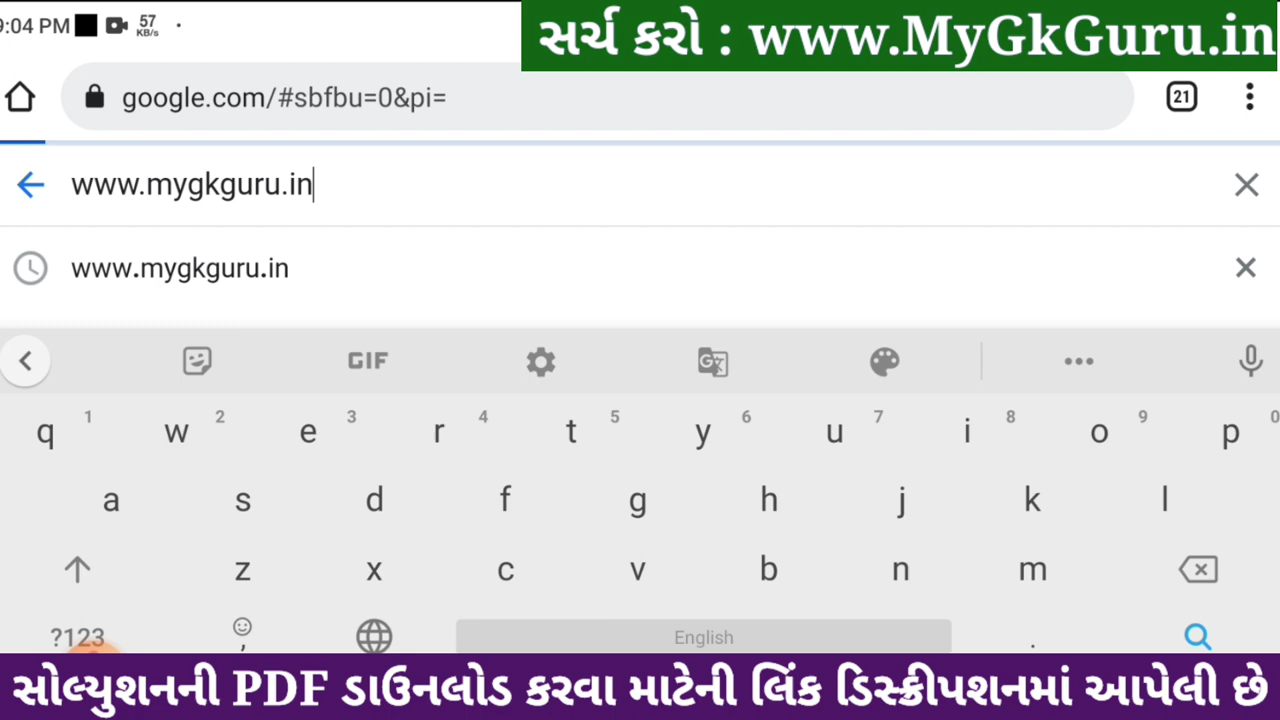 9:04 PM 57 KB/s
સર્ચ કરો : www.MyGkGuru.in
google.com/#sbfbu=0&pi=
21
www.mygkguru.in
www.mygkguru.in
GIF
q 1 w 2 e 3 r 4 t 5 y 6 u 7 i 8 o 9 p 0
a s d f g h j k l
z x c v b n m
?123 , English .
સોલ્યુશનની PDF ડાઉનલોડ કરવા માટેની લિંક ડિસ્ક્રીપશનમાં આપેલી છે